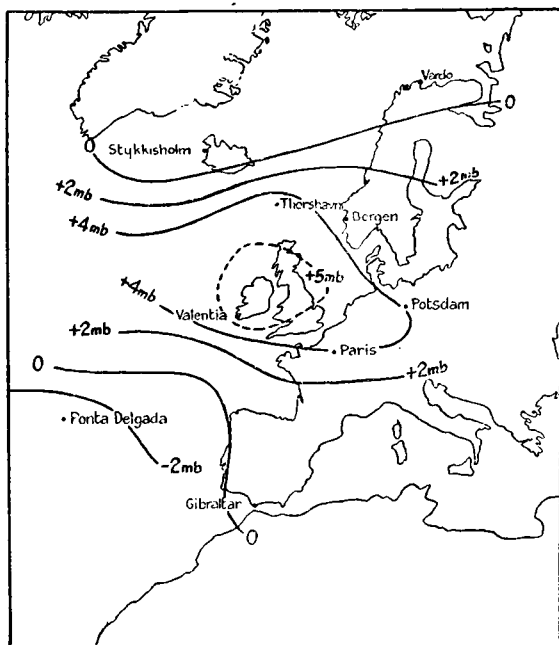 Vardo
0
0
Stykkisholm
+2mb
+2mb
Thorshavn
Bergen
+4mb
+5mb
+4mb
Valentia
Potsdam
+2mb
Paris
0
+2mb
Ponta Delgada
-2mb
Gibraltar
0